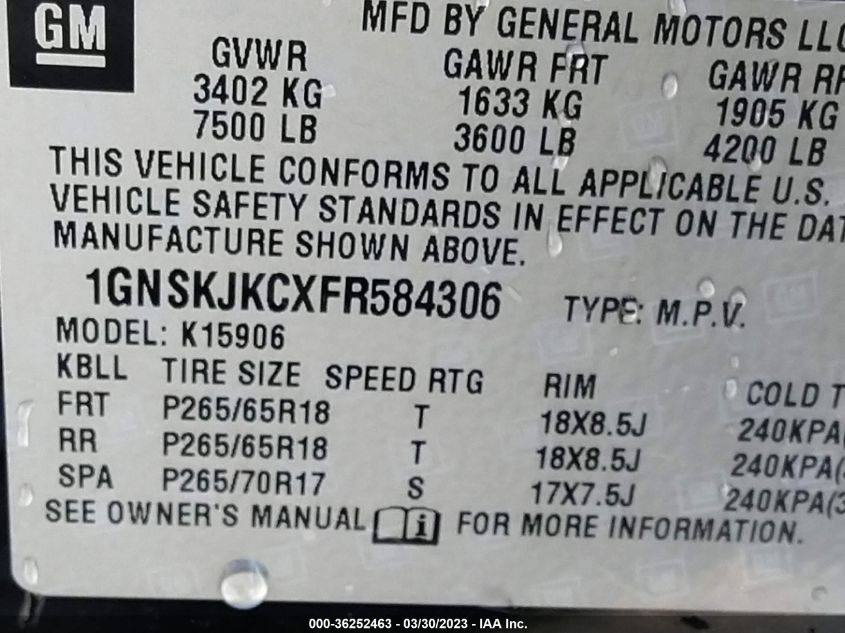 GM
MFD BY GENERAL MOTORS LLC
GVWR GAWR FRT GAWR RR
3402 KG 1633 KG 1905 KG
7500 LB 3600 LB 4200 LB
THIS VEHICLE CONFORMS TO ALL APPLICABLE U.S.
VEHICLE SAFETY STANDARDS IN EFFECT ON THE DAT
MANUFACTURE SHOWN ABOVE.
1GNSKJKCXFR584306 TYPE: M.P.V.
MODEL: K15906
KBLL TIRE SIZE SPEED RTG RIM COLD T
FRT P265/65R18 T 18X8.5J 240KPA(
RR P265/65R18 T 18X8.5J 240KPA(
SPA P265/70R17 S 17X7.5J 240KPA(3
SEE OWNER'S MANUAL i FOR MORE INFORMATION.
000-36252463 - 03/30/2023 - IAA Inc.